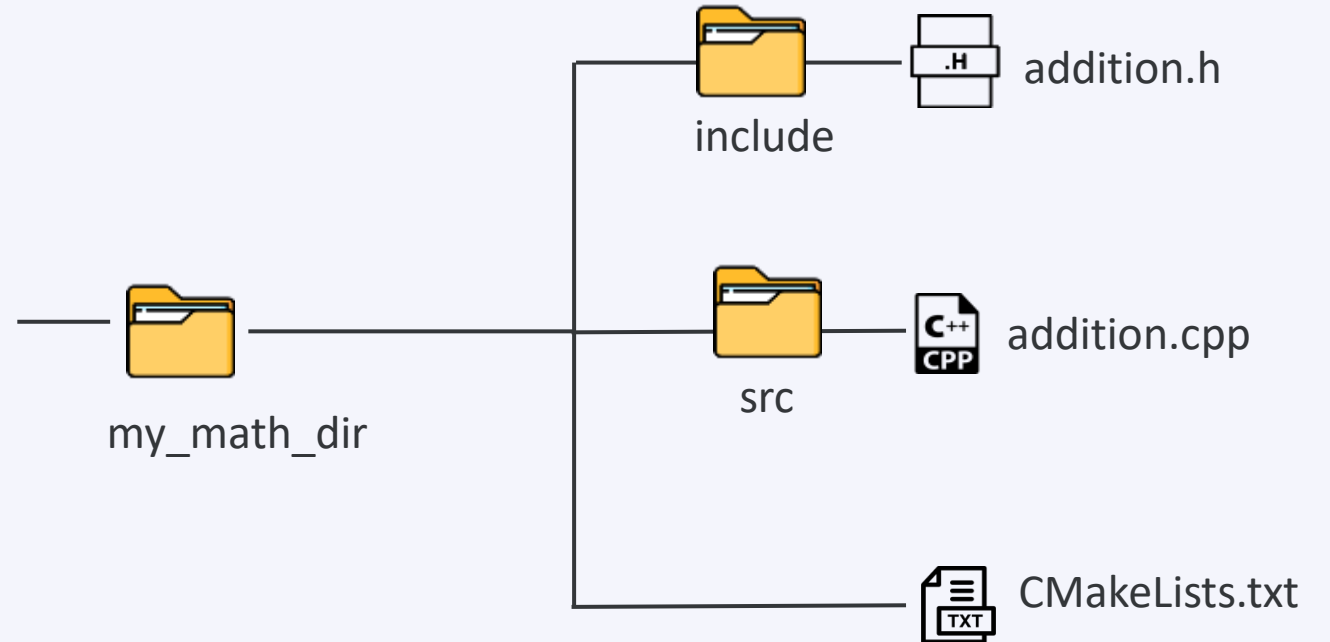 .H
addition.h
include
C++
CPP
addition.cpp
src
my_math_dir
TXT
CMakeLists.txt